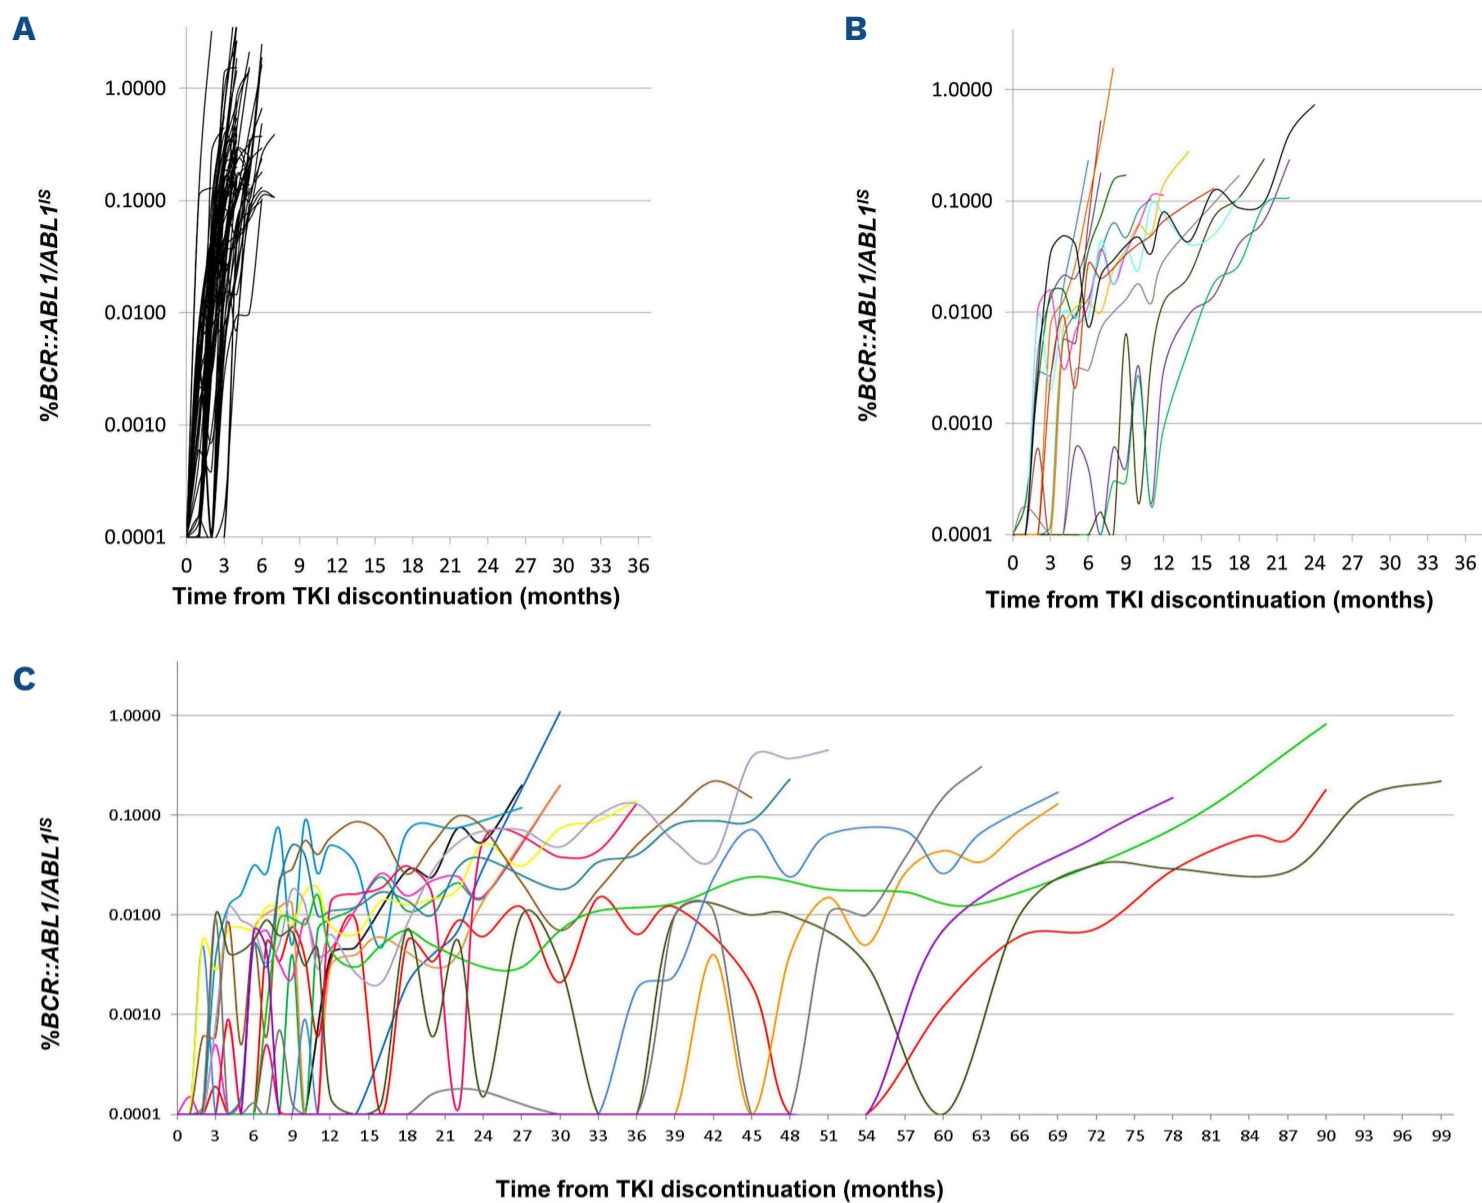 A
B
1.0000
0.1000
0.0100
0.0010
0.0001
%BCR::ABL1/ABL1IS
0 3 6 9 12 15 18 21 24 27 30 33 36
Time from TKI discontinuation (months)
1.0000
0.1000
0.0100
0.0010
0.0001
%BCR::ABL1/ABL1IS
0 3 6 9 12 15 18 21 24 27 30 33 36
Time from TKI discontinuation (months)
C
1.0000
0.1000
0.0100
0.0010
0.0001
%BCR::ABL1/ABL1IS
0 3 6 9 12 15 18 21 24 27 30 33 36 39 42 45 48 51 54 57 60 63 66 69 72 75 78 81 84 87 90 93 96 99
Time from TKI discontinuation (months)